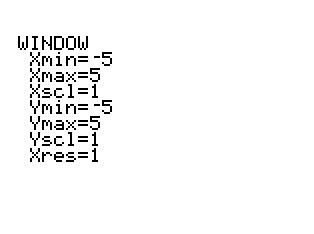 WINDOW
Xmin=-5
Xmax=5
Xscl=1
Ymin=-5
Ymax=5
Yscl=1
Xres=1